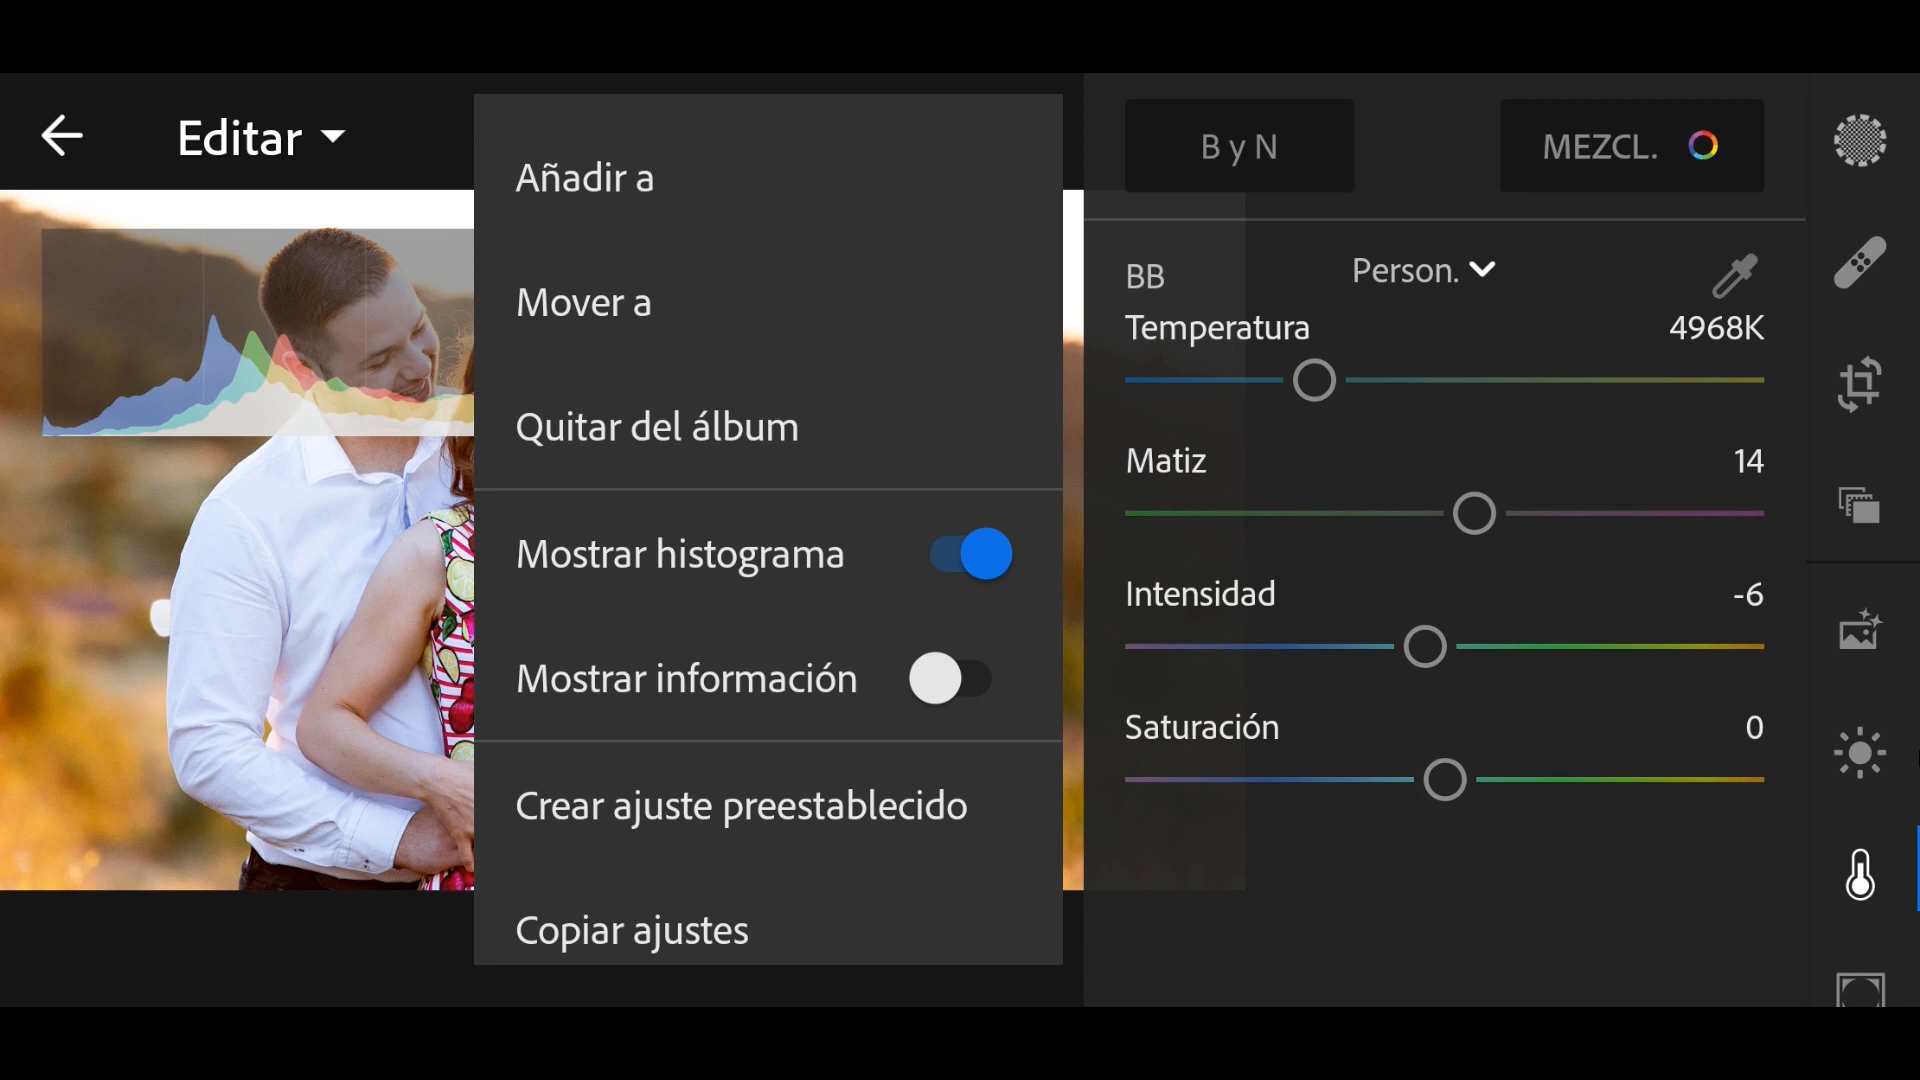 Editar
Añadir a
Mover a
Quitar del álbum
Mostrar histograma
Mostrar información
Crear ajuste preestablecido
Copiar ajustes
B y N
MEZCL.
BB
Person.
Temperatura
4968K
Matiz
14
Intensidad
-6
Saturación
0